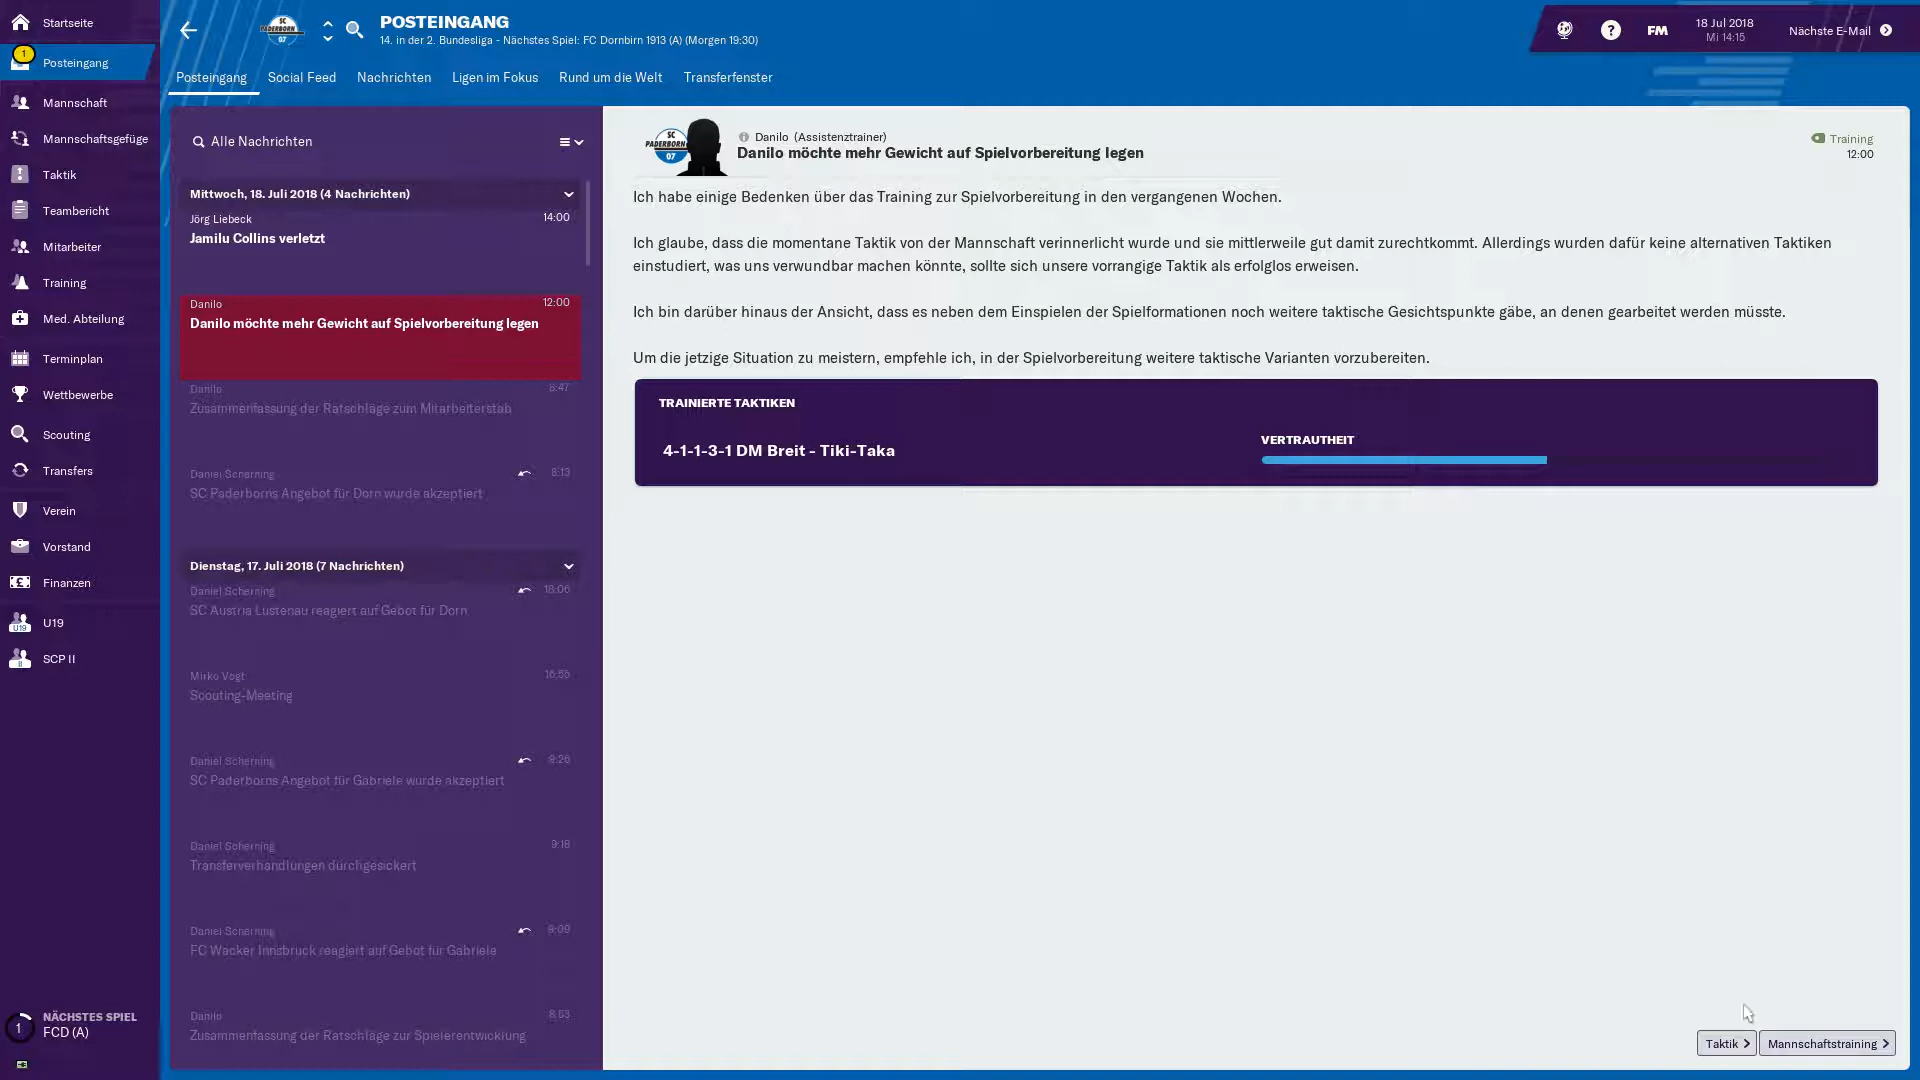 Startseite
1
Posteingang
Mannschaft
Mannschaftsgefüge
Taktik
Teambericht
Mitarbeiter
Training
Med. Abteilung
Terminplan
Wettbewerbe
Scouting
Transfers
Verein
Vorstand
Finanzen
U19
U19
SCP II
II
1
NÄCHSTES SPIEL
FCD (A)
SC
PADERBORN
07
POSTEINGANG
14. in der 2. Bundesliga - Nächstes Spiel: FC Dornbirn 1913 (A) (Morgen 19:30)
?
FM
18 Jul 2018
Mi 14:15
Nächste E-Mail
Posteingang
Social Feed
Nachrichten
Ligen im Fokus
Rund um die Welt
Transferfenster
Alle Nachrichten
Mittwoch, 18. Juli 2018 (4 Nachrichten)
Jörg Liebeck 14:00
Jamilu Collins verletzt
Danilo 12:00
Danilo möchte mehr Gewicht auf Spielvorbereitung legen
Danilo 8:47
Zusammenfassung der Ratschläge zum Mitarbeiterstab
Daniel Scherning 8:13
SC Paderborns Angebot für Dorn wurde akzeptiert
Dienstag, 17. Juli 2018 (7 Nachrichten)
Daniel Scherning 18:06
SC Austria Lustenau reagiert auf Gebot für Dorn
Mirko Vogt 16:55
Scouting-Meeting
Daniel Scherning 9:26
SC Paderborns Angebot für Gabriele wurde akzeptiert
Daniel Scherning 9:18
Transferverhandlungen durchgesickert
Daniel Scherning 9:09
FC Wacker Innsbruck reagiert auf Gebot für Gabriele
Danilo 8:53
Zusammenfassung der Ratschläge zur Spielerentwicklung
SC
PADERBORN
07
Danilo (Assistenztrainer)
Danilo möchte mehr Gewicht auf Spielvorbereitung legen
Training
12:00
Ich habe einige Bedenken über das Training zur Spielvorbereitung in den vergangenen Wochen.
Ich glaube, dass die momentane Taktik von der Mannschaft verinnerlicht wurde und sie mittlerweile gut damit zurechtkommt. Allerdings wurden dafür keine alternativen Taktiken
einstudiert, was uns verwundbar machen könnte, sollte sich unsere vorrangige Taktik als erfolglos erweisen.
Ich bin darüber hinaus der Ansicht, dass es neben dem Einspielen der Spielformationen noch weitere taktische Gesichtspunkte gäbe, an denen gearbeitet werden müsste.
Um die jetzige Situation zu meistern, empfehle ich, in der Spielvorbereitung weitere taktische Varianten vorzubereiten.
TRAINIERTE TAKTIKEN
4-1-1-3-1 DM Breit - Tiki-Taka
VERTRAUTHEIT
Taktik
Mannschaftstraining